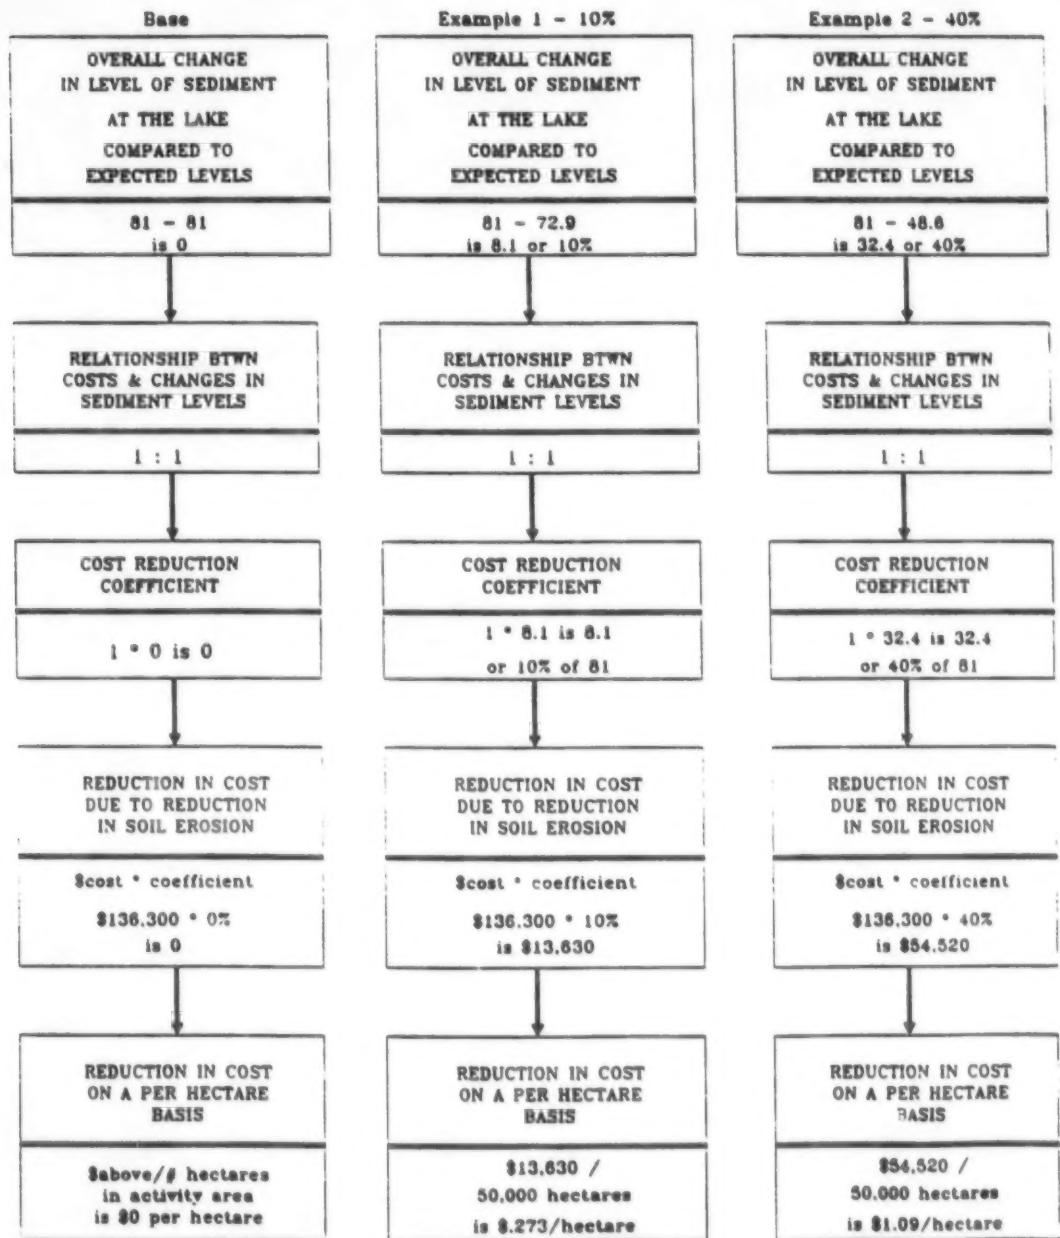 Base
OVERALL CHANGE
IN LEVEL OF SEDIMENT
AT THE LAKE
COMPARED TO
EXPECTED LEVELS
81 - 81
is 0
RELATIONSHIP BTWN
COSTS & CHANGES IN
SEDIMENT LEVELS
1 : 1
COST REDUCTION
COEFFICIENT
1 * 0 is 0
REDUCTION IN COST
DUE TO REDUCTION
IN SOIL EROSION
$cost * coefficient
$136,300 * 0%
is 0
REDUCTION IN COST
ON A PER HECTARE
BASIS
$above/# hectares
in activity area
is $0 per hectare
Example 1 - 10%
OVERALL CHANGE
IN LEVEL OF SEDIMENT
AT THE LAKE
COMPARED TO
EXPECTED LEVELS
81 - 72.9
is 8.1 or 10%
RELATIONSHIP BTWN
COSTS & CHANGES IN
SEDIMENT LEVELS
1 : 1
COST REDUCTION
COEFFICIENT
1 * 8.1 is 8.1
or 10% of 81
REDUCTION IN COST
DUE TO REDUCTION
IN SOIL EROSION
$cost * coefficient
$136,300 * 10%
is $13,630
REDUCTION IN COST
ON A PER HECTARE
BASIS
$13,630 /
50,000 hectares
is $.273/hectare
Example 2 - 40%
OVERALL CHANGE
IN LEVEL OF SEDIMENT
AT THE LAKE
COMPARED TO
EXPECTED LEVELS
81 - 48.6
is 32.4 or 40%
RELATIONSHIP BTWN
COSTS & CHANGES IN
SEDIMENT LEVELS
1 : 1
COST REDUCTION
COEFFICIENT
1 * 32.4 is 32.4
or 40% of 81
REDUCTION IN COST
DUE TO REDUCTION
IN SOIL EROSION
$cost * coefficient
$136,300 * 40%
is $54,520
REDUCTION IN COST
ON A PER HECTARE
BASIS
$54,520 /
50,000 hectares
is $1.09/hectare